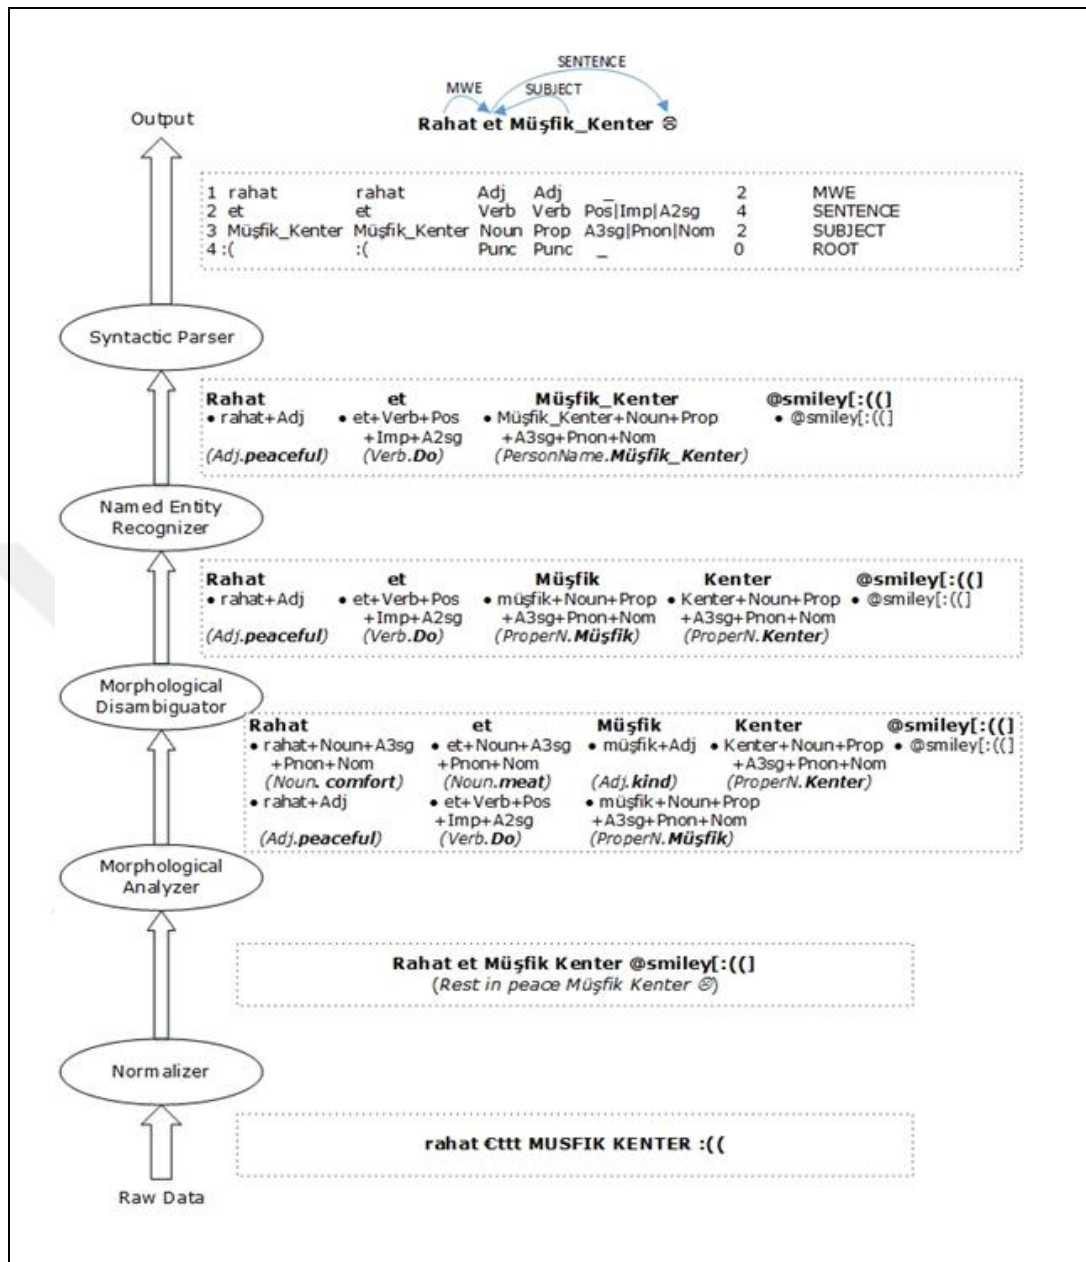 SENTENCE
MWE SUBJECT
Output
Rahat et Müşfik_Kenter ☹
1 rahat rahat Adj Adj _ 2 MWE
2 et et Verb Verb Pos|Imp|A2sg 4 SENTENCE
3 Müşfik_Kenter Müşfik_Kenter Noun Prop A3sg|Pnon|Nom 2 SUBJECT
4 :( :( Punc Punc _ 0 ROOT
Syntactic Parser
Rahat et Müşfik_Kenter @smiley[:((]
• rahat+Adj • et+Verb+Pos • Müşfik_Kenter+Noun+Prop • @smiley[:((]
+Imp+A2sg +A3sg+Pnon+Nom
(Adj.peaceful) (Verb.Do) (PersonName.Müşfik_Kenter)
Named Entity
Recognizer
Rahat et Müşfik Kenter @smiley[:((]
• rahat+Adj • et+Verb+Pos • müşfik+Noun+Prop • Kenter+Noun+Prop • @smiley[:((]
+Imp+A2sg +A3sg+Pnon+Nom +A3sg+Pnon+Nom
(Adj.peaceful) (Verb.Do) (ProperN.Müşfik) (ProperN.Kenter)
Morphological
Disambiguator
Rahat et Müşfik Kenter @smiley[:((]
• rahat+Noun+A3sg • et+Noun+A3sg • müşfik+Adj • Kenter+Noun+Prop • @smiley[:((]
+Pnon+Nom +Pnon+Nom +A3sg+Pnon+Nom
(Noun. comfort) (Noun.meat) (Adj.kind) (ProperN.Kenter)
• rahat+Adj • et+Verb+Pos • müşfik+Noun+Prop
+Imp+A2sg +A3sg+Pnon+Nom
(Adj.peaceful) (Verb.Do) (ProperN.Müşfik)
Morphological
Analyzer
Rahat et Müşfik Kenter @smiley[:((]
(Rest in peace Müşfik Kenter ☹)
Normalizer
rahat €ttt MUSFIK KENTER :((
Raw Data